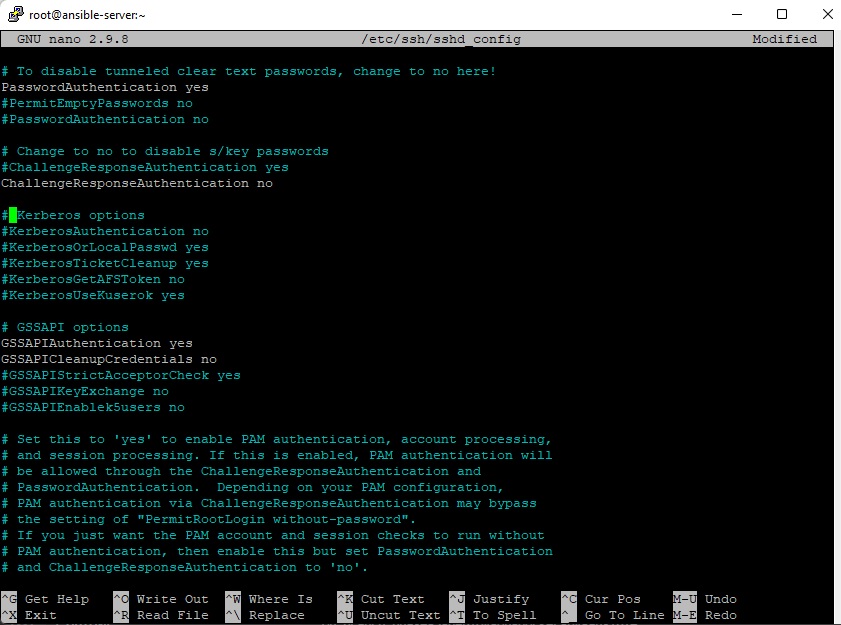 root@ansible-server:~
GNU nano 2.9.8 /etc/ssh/sshd_config Modified
# To disable tunneled clear text passwords, change to no here!
PasswordAuthentication yes
#PermitEmptyPasswords no
#PasswordAuthentication no
# Change to no to disable s/key passwords
#ChallengeResponseAuthentication yes
ChallengeResponseAuthentication no
# Kerberos options
#KerberosAuthentication no
#KerberosOrLocalPasswd yes
#KerberosTicketCleanup yes
#KerberosGetAFSToken no
#KerberosUseKuserok yes
# GSSAPI options
GSSAPIAuthentication yes
GSSAPICleanupCredentials no
#GSSAPIStrictAcceptorCheck yes
#GSSAPIKeyExchange no
#GSSAPIEnablek5users no
# Set this to 'yes' to enable PAM authentication, account processing,
# and session processing. If this is enabled, PAM authentication will
# be allowed through the ChallengeResponseAuthentication and
# PasswordAuthentication.  Depending on your PAM configuration,
# PAM authentication via ChallengeResponseAuthentication may bypass
# the setting of "PermitRootLogin without-password".
# If you just want the PAM account and session checks to run without
# PAM authentication, then enable this but set PasswordAuthentication
# and ChallengeResponseAuthentication to 'no'.
^G Get Help ^O Write Out ^W Where Is ^K Cut Text ^J Justify ^C Cur Pos M-U Undo
^X Exit ^R Read File ^\ Replace ^U Uncut Text ^T To Spell ^_ Go To Line M-E Redo